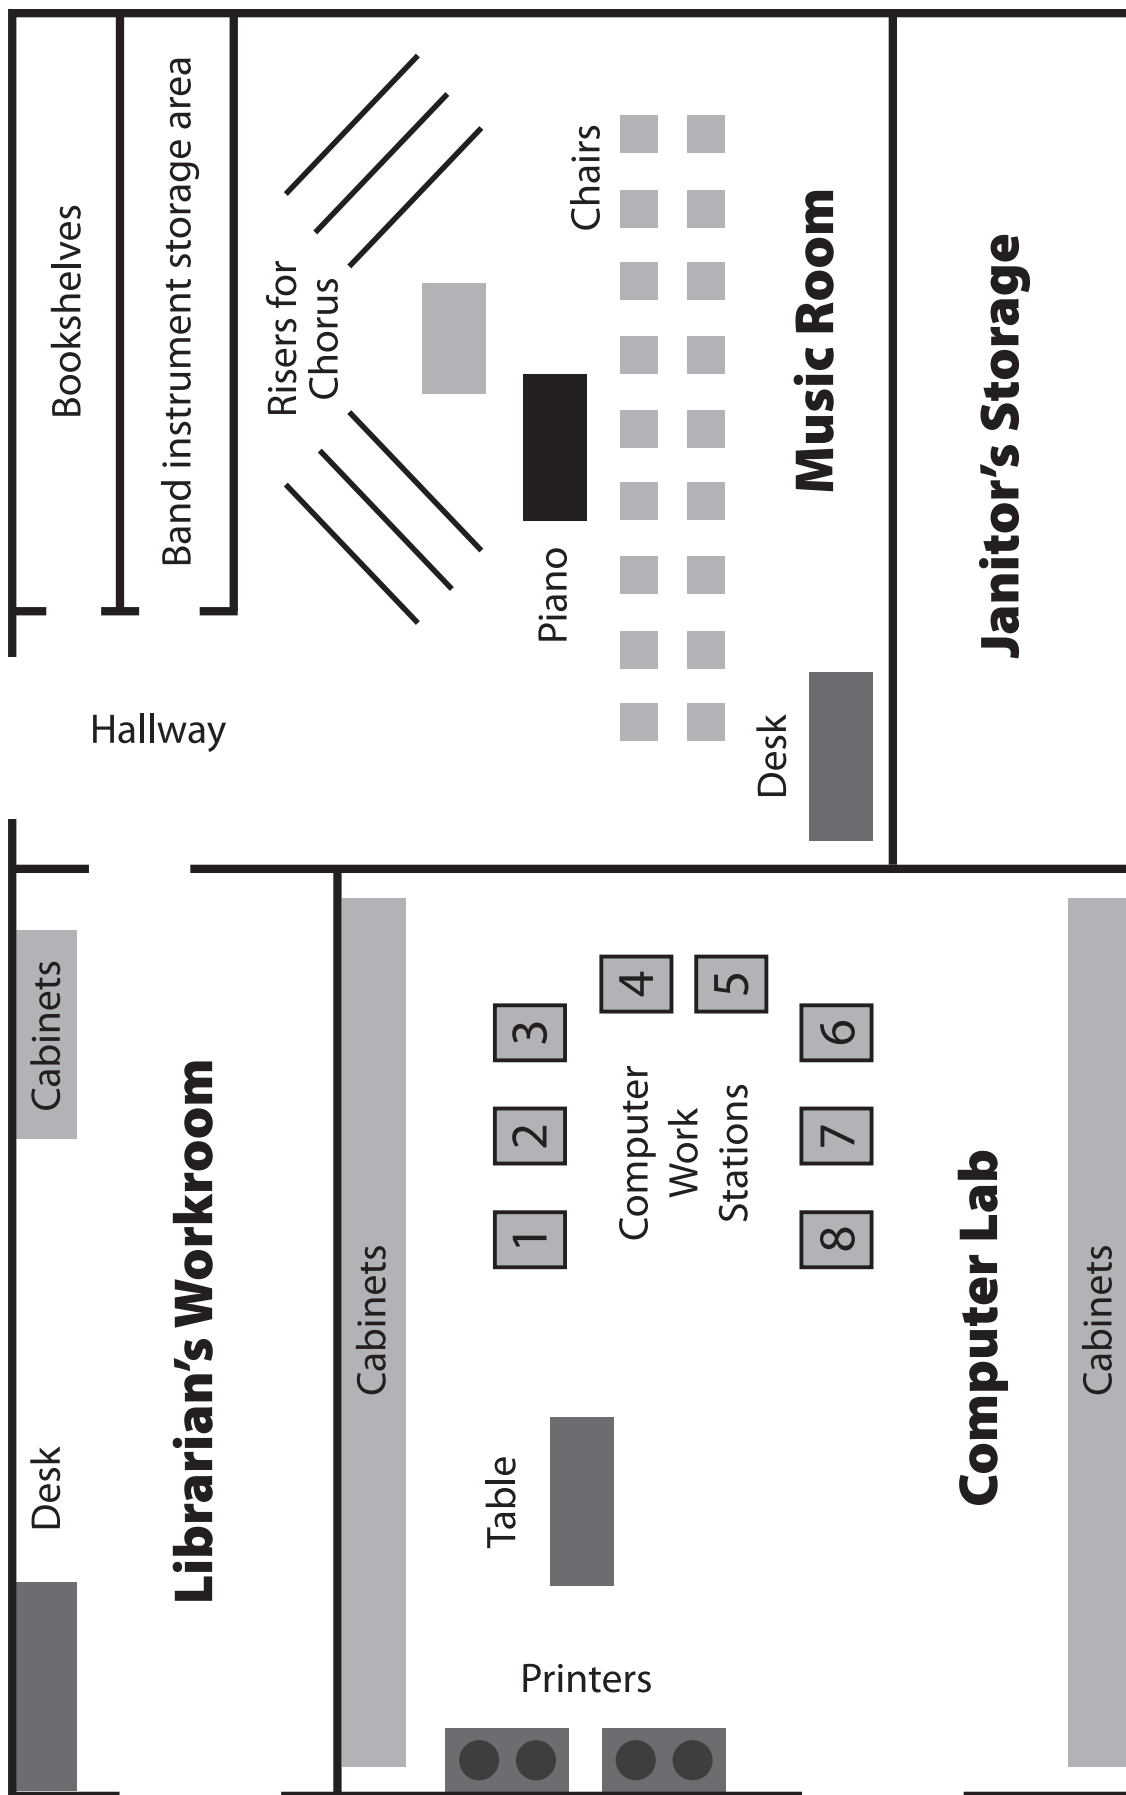 Bookshelves
Band instrument storage area
Risers for
Chorus
Chairs
Piano
Music Room
Janitor's Storage
Hallway
Desk
Cabinets
Desk
Librarian's Workroom
Cabinets
1
2
3
4
5
6
7
8
Computer
Work
Stations
Table
Printers
Computer Lab
Cabinets